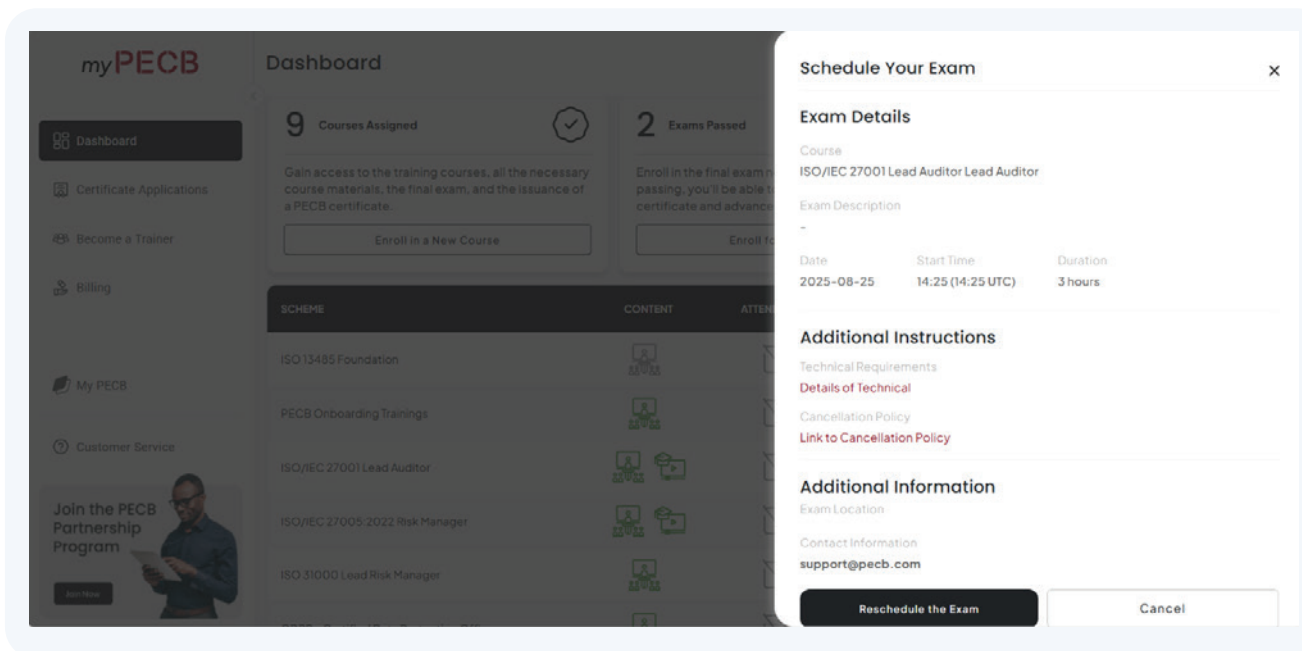 myPECB
Dashboard
Certificate Applications
Become a Trainer
Billing
My PECB
Customer Service
Join the PECB
Partnership
Program
Join Now
Dashboard
9 Courses Assigned
Gain access to the training courses, all the necessary
course materials, the final exam, and the issuance of
a PECB certificate.
Enroll in a New Course
2 Exams Passed
Enroll in the final exam
passing, you'll be able
certificate and advance
Enroll
SCHEME CONTENT
ISO 13485 Foundation
PECB Onboarding Trainings
ISO/IEC 27001 Lead Auditor
ISO/IEC 27005:2022 Risk Manager
ISO 31000 Lead Risk Manager
Schedule Your Exam
Exam Details
Course
ISO/IEC 27001 Lead Auditor Lead Auditor
Exam Description
-
Date Start Time Duration
2025-08-25 14:25 (14:25 UTC) 3 hours
Additional Instructions
Technical Requirements
Details of Technical
Cancellation Policy
Link to Cancellation Policy
Additional Information
Exam Location
Contact Information
support@pecb.com
Reschedule the Exam Cancel